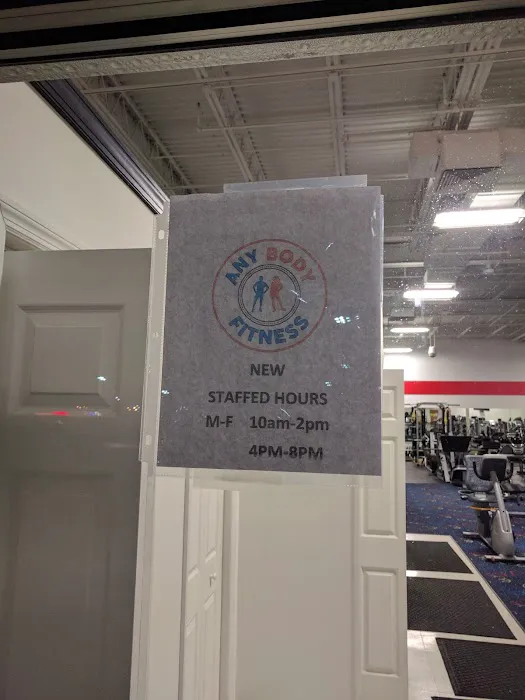 ANY BODY
FITNESS
NEW
STAFFED HOURS
M-F 10am-2pm
4PM-8PM